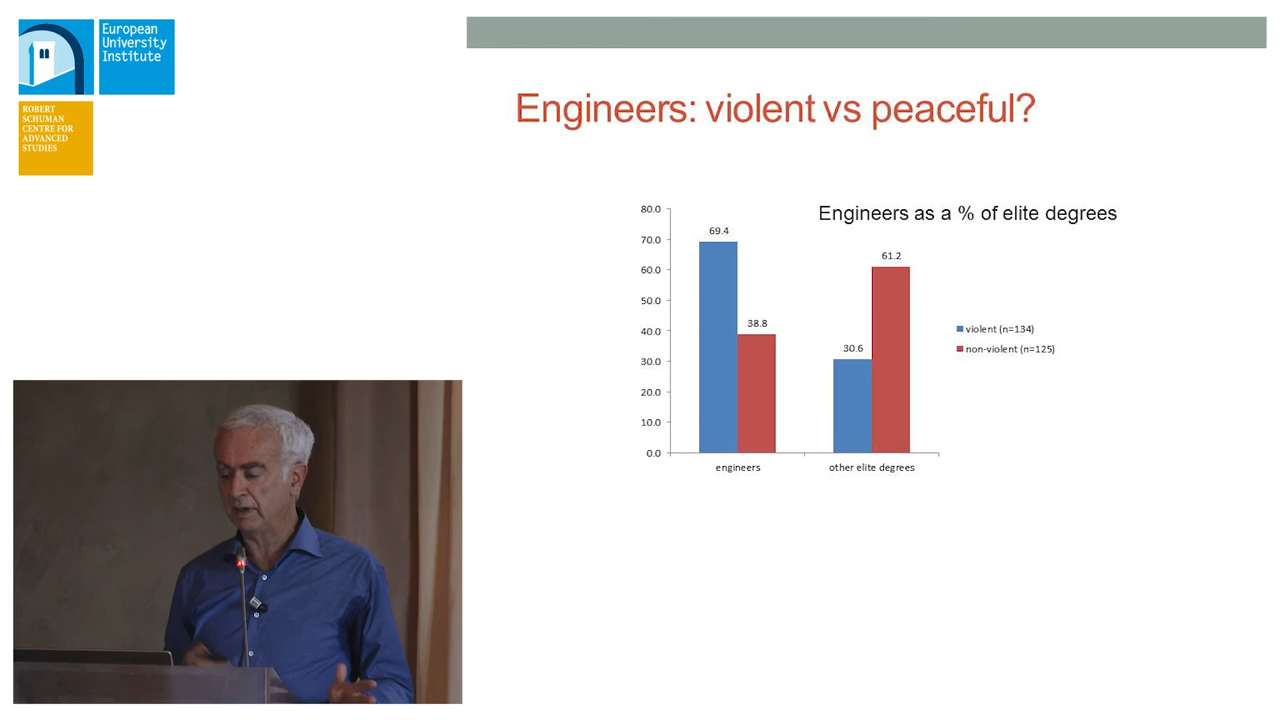 European
University
Institute
ROBERT
SCHUMAN
CENTRE FOR
ADVANCED
STUDIES
Engineers: violent vs peaceful?
Engineers as a % of elite degrees
80.0
70.0
60.0
50.0
40.0
30.0
20.0
10.0
0.0
69.4
38.8
30.6
61.2
engineers
other elite degrees
violent (n=134)
non-violent (n=125)